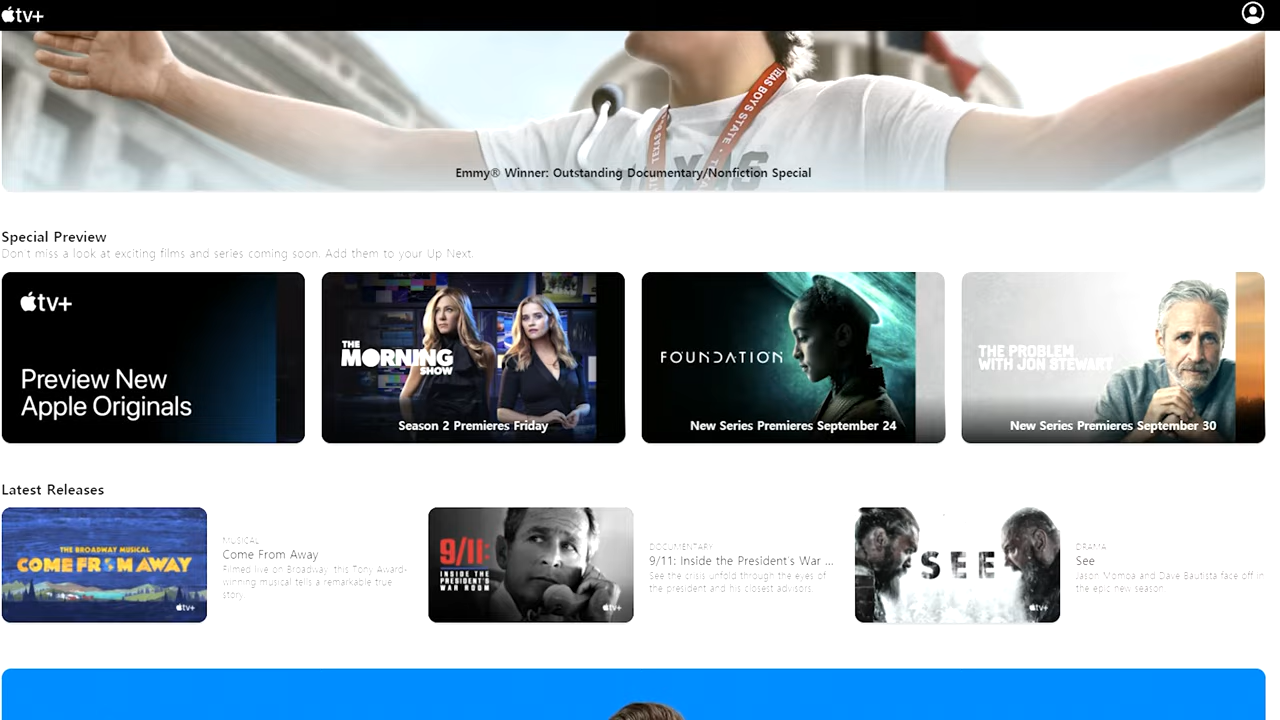 tv+
TEXAS BOYS STATE
TEXAS
Emmy® Winner: Outstanding Documentary/Nonfiction Special
Special Preview
Don't miss a look at exciting films and series coming soon. Add them to your Up Next.
tv+
Preview New
Apple Originals
THE
MORNING
SHOW
Season 2 Premieres Friday
FOUNDATION
New Series Premieres September 24
THE PROBLEM
WITH JON STEWART
New Series Premieres September 30
Latest Releases
THE BROADWAY MUSICAL
COME FROM AWAY
tv+
MUSICAL
Come From Away
Filmed live on Broadway, this Tony Award-
winning musical tells a remarkable true
story.
9/11:
INSIDE THE
PRESIDENT'S
WAR ROOM
tv+
DOCUMENTARY
9/11: Inside the President's War ...
See the crisis unfold through the eyes of
the president and his closest advisors.
SEE
tv+
DRAMA
See
Jason Momoa and Dave Bautista face off in
the epic new season.